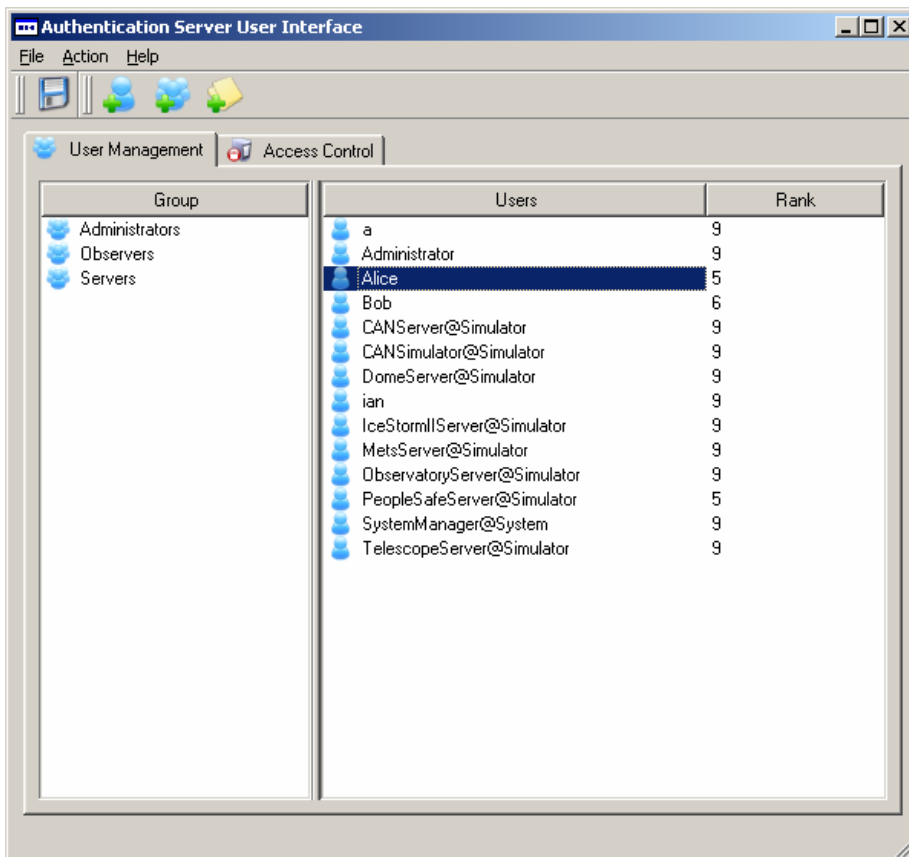 Authentication Server User Interface
File Action Help
User Management Access Control
Group Users Rank
Administrators
Observers
Servers
a 9
Administrator 9
Alice 5
Bob 6
CANServer@Simulator 9
CANSimulator@Simulator 9
DomeServer@Simulator 9
ian 9
IceStormIIServer@Simulator 9
MetsServer@Simulator 9
ObservatoryServer@Simulator 9
PeopleSafeServer@Simulator 5
SystemManager@System 9
TelescopeServer@Simulator 9